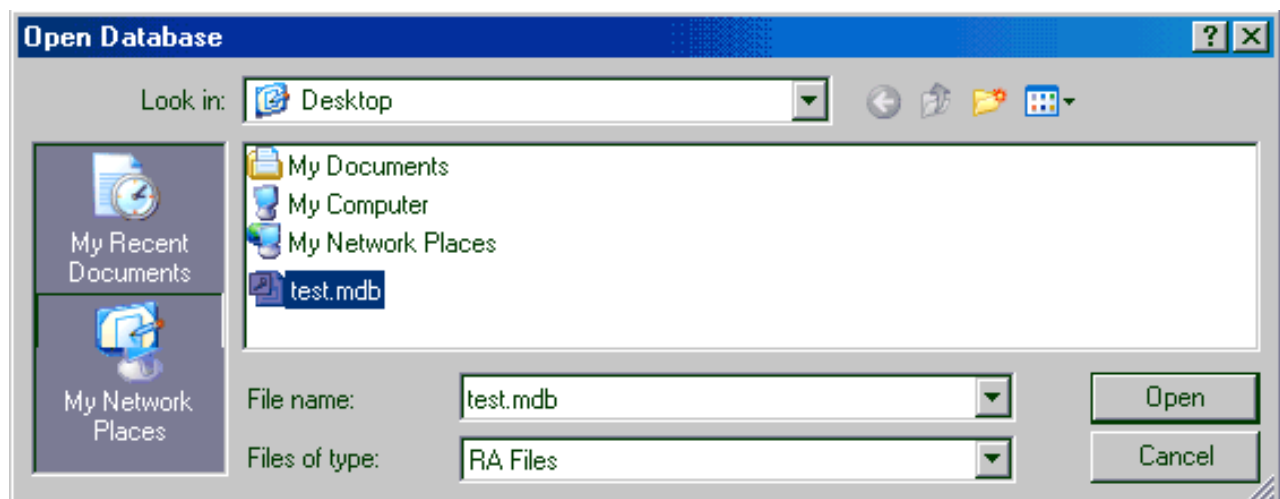 Open Database
Look in:
Desktop
My Recent
Documents
My Network
Places
My Documents
My Computer
My Network Places
test.mdb
File name:
test.mdb
Open
Files of type:
RA Files
Cancel